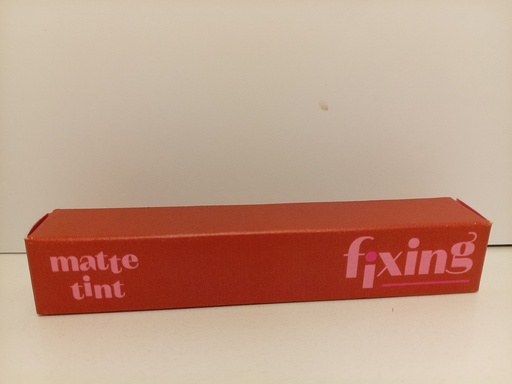 matte
tint
fixing